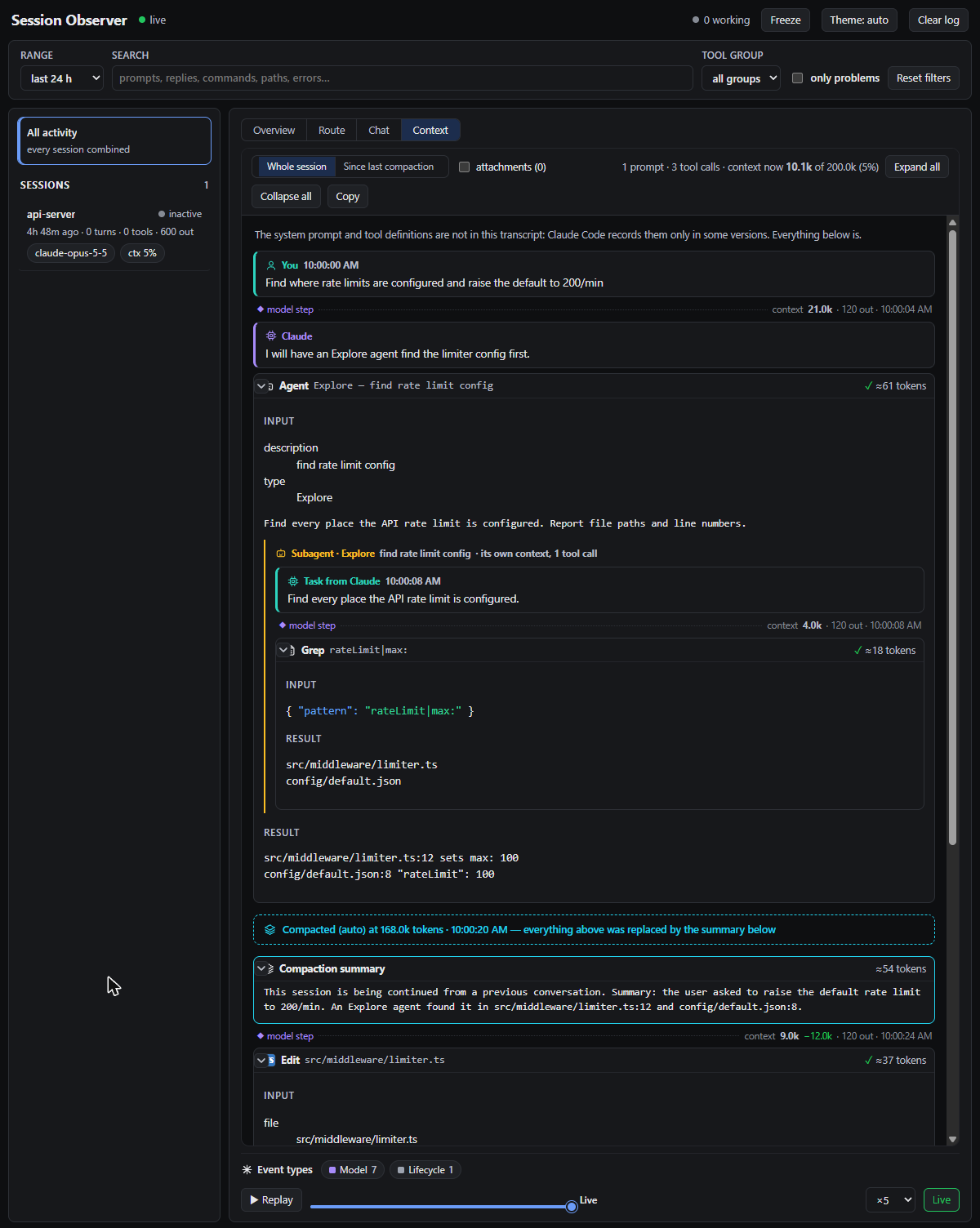 Session Observer
live
0 working
Freeze
Theme: auto
Clear log
RANGE
SEARCH
TOOL GROUP
last 24 h
prompts, replies, commands, paths, errors...
all groups
only problems
Reset filters
All activity
every session combined
SESSIONS
1
api-server
inactive
4h 48m ago · 0 turns · 0 tools · 600 out
claude-opus-5-5
ctx 5%
Overview
Route
Chat
Context
Whole session
Since last compaction
attachments (0)
1 prompt · 3 tool calls · context now 10.1k of 200.0k (5%)
Expand all
Collapse all
Copy
The system prompt and tool definitions are not in this transcript: Claude Code records them only in some versions. Everything below is.
You 10:00:00 AM
Find where rate limits are configured and raise the default to 200/min
model step
context 21.0k · 120 out · 10:00:04 AM
Claude
I will have an Explore agent find the limiter config first.
Agent Explore — find rate limit config
✓ ≈61 tokens
INPUT
description
find rate limit config
type
Explore
Find every place the API rate limit is configured. Report file paths and line numbers.
Subagent · Explore find rate limit config · its own context, 1 tool call
Task from Claude 10:00:08 AM
Find every place the API rate limit is configured.
model step
context 4.0k · 120 out · 10:00:08 AM
Grep rateLimit|max:
✓ ≈18 tokens
INPUT
{ "pattern": "rateLimit|max:" }
RESULT
src/middleware/limiter.ts
config/default.json
RESULT
src/middleware/limiter.ts:12 sets max: 100
config/default.json:8 "rateLimit": 100
Compacted (auto) at 168.0k tokens · 10:00:20 AM — everything above was replaced by the summary below
Compaction summary
≈54 tokens
This session is being continued from a previous conversation. Summary: the user asked to raise the default rate limit
to 200/min. An Explore agent found it in src/middleware/limiter.ts:12 and config/default.json:8.
model step
context 9.0k −12.0k · 120 out · 10:00:24 AM
Edit src/middleware/limiter.ts
✓ ≈37 tokens
INPUT
file
src/middleware/limiter.ts
Event types
Model 7
Lifecycle 1
Replay
Live
×5
Live